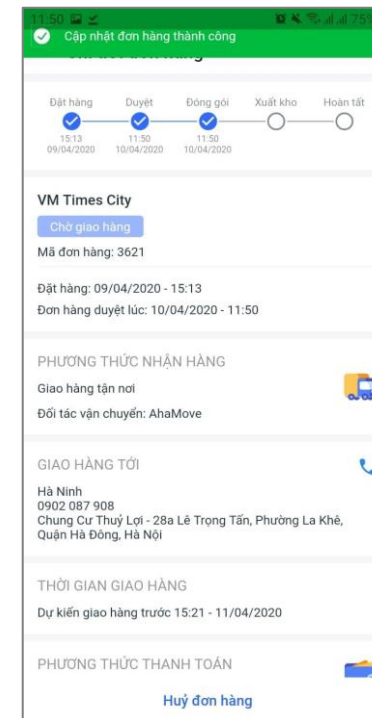 11:50
75%
Cập nhật đơn hàng thành công
Đặt hàng Duyệt Đóng gói Xuất kho Hoàn tất
15:13 11:50 11:50
09/04/2020 10/04/2020 10/04/2020
VM Times City
Chờ giao hàng
Mã đơn hàng: 3621
Đặt hàng: 09/04/2020 - 15:13
Đơn hàng duyệt lúc: 10/04/2020 - 11:50
PHƯƠNG THỨC NHẬN HÀNG
Giao hàng tận nơi
Đối tác vận chuyển: AhaMove
GIAO HÀNG TỚI
Hà Ninh
0902 087 908
Chung Cư Thuỷ Lợi - 28a Lê Trọng Tấn, Phường La Khê,
Quận Hà Đông, Hà Nội
THỜI GIAN GIAO HÀNG
Dự kiến giao hàng trước 15:21 - 11/04/2020
PHƯƠNG THỨC THANH TOÁN
Huỷ đơn hàng